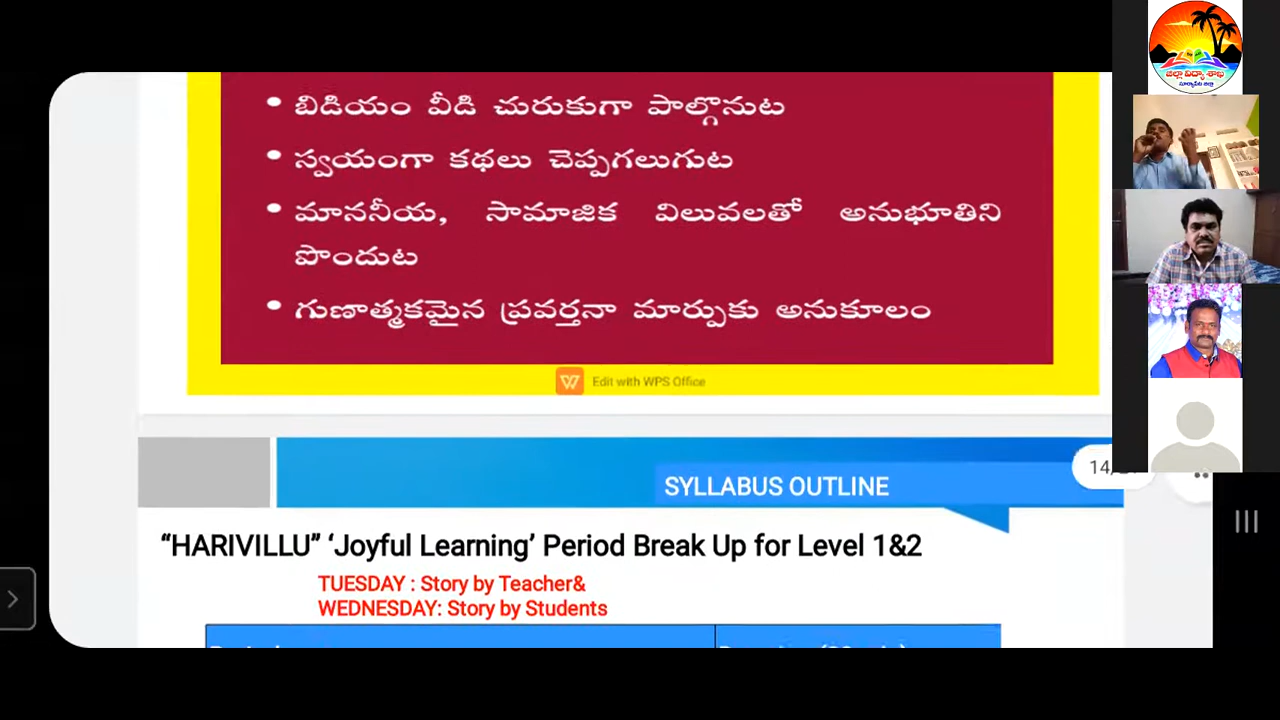 • బిడియం వీడి చురుకుగా పాల్గొనుట
• స్వయంగా కథలు చెప్పగలుగుట
• మాననీయ, సామాజిక విలువలతో అనుభూతిని
పొందుట
• గుణాత్మకమైన ప్రవర్తనా మార్పుకు అనుకూలం
Edit with WPS Office
SYLLABUS OUTLINE
“HARIVILLU” ‘Joyful Learning’ Period Break Up for Level 1&2
TUESDAY : Story by Teacher&
WEDNESDAY: Story by Students
జిల్లా విద్యా శాఖ
సూర్యాపేట జిల్లా